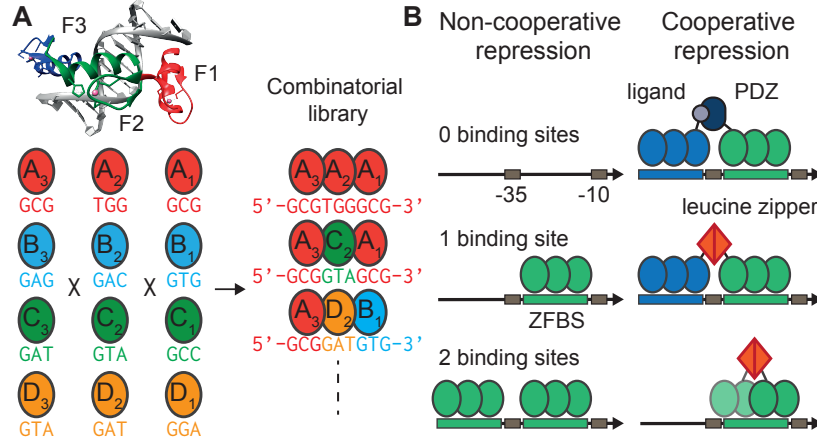 A
F3
F1
F2
Combinatorial
library
A3 A2 A1
GCG TGG GCG
B3 B2 B1
GAG GAC GTG
X X
C3 C2 C1
GAT GTA GCC
D3 D2 D1
GTA GAT GGA
A3 A2 A1
5'-GCGTGGGCG-3'
A3 C2 A1
5'-GCGGTAGCG-3'
A3 D2 B1
5'-GCGGATGTG-3'
B
Non-cooperative
repression
Cooperative
repression
ligand PDZ
0 binding sites
-35 -10
leucine zipper
1 binding site
ZFBS
2 binding sites